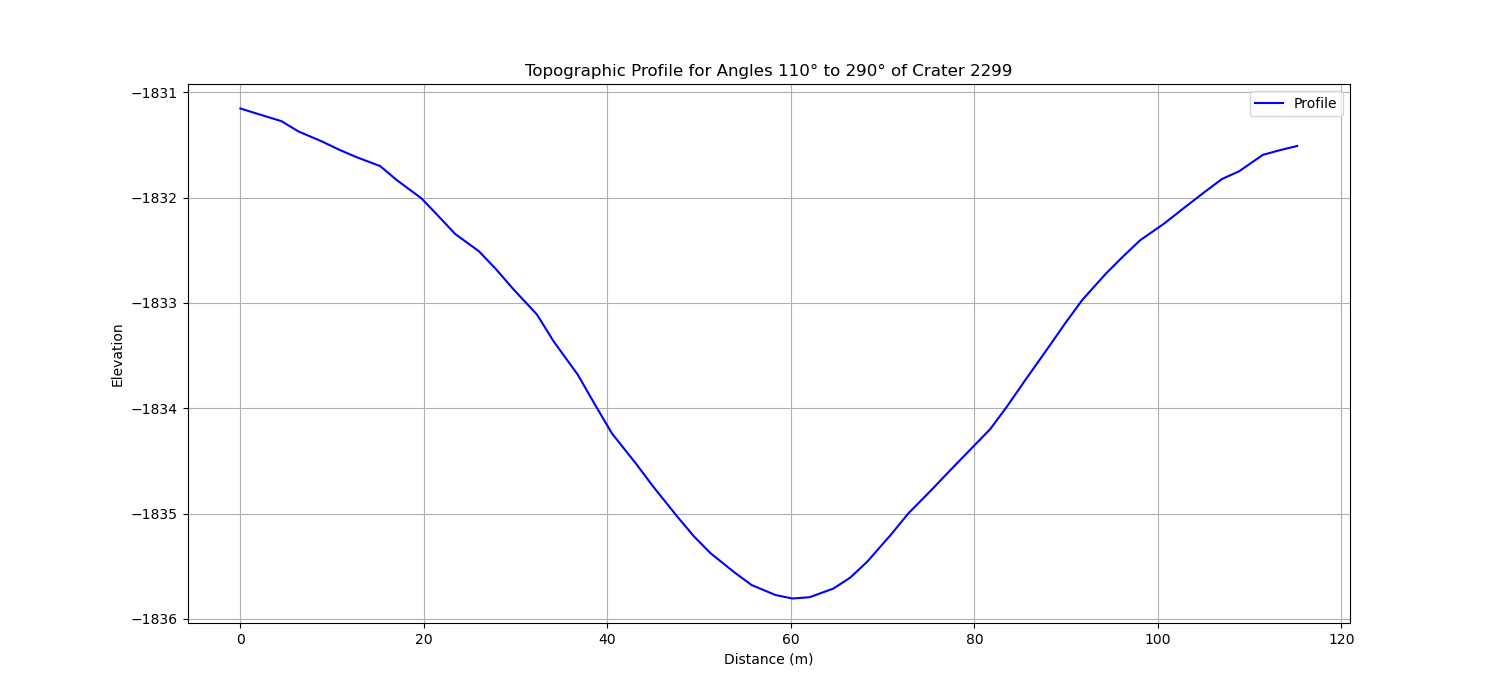 Topographic Profile for Angles 110° to 290° of Crater 2299
Profile
Elevation
−1831
−1832
−1833
−1834
−1835
−1836
0 20 40 60 80 100 120
Distance (m)